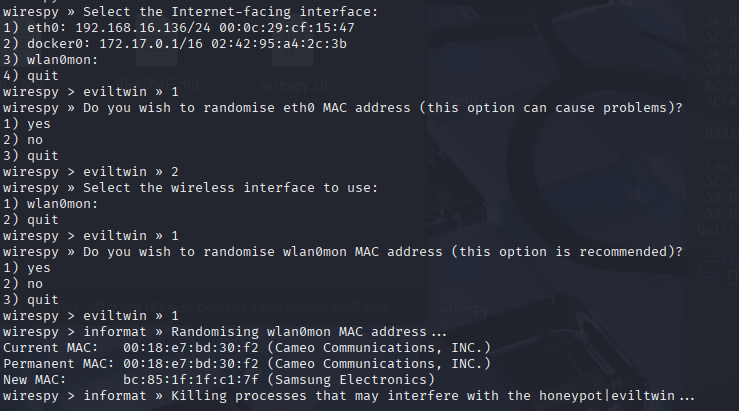 wirespy » Select the Internet-facing interface:
1) eth0: 192.168.16.136/24 00:0c:29:cf:15:47
2) docker0: 172.17.0.1/16 02:42:95:a4:2c:3b
3) wlan0mon:
4) quit
wirespy > eviltwin » 1
wirespy » Do you wish to randomise eth0 MAC address (this option can cause problems)?
1) yes
2) no
3) quit
wirespy > eviltwin » 2
wirespy » Select the wireless interface to use:
1) wlan0mon:
2) quit
wirespy > eviltwin » 1
wirespy » Do you wish to randomise wlan0mon MAC address (this option is recommended)?
1) yes
2) no
3) quit
wirespy > eviltwin » 1
wirespy > informat » Randomising wlan0mon MAC address...
Current MAC:   00:18:e7:bd:30:f2 (Cameo Communications, INC.)
Permanent MAC: 00:18:e7:bd:30:f2 (Cameo Communications, INC.)
New MAC:       bc:85:1f:1f:c1:7f (Samsung Electronics)
wirespy > informat » Killing processes that may interfere with the honeypot|eviltwin...